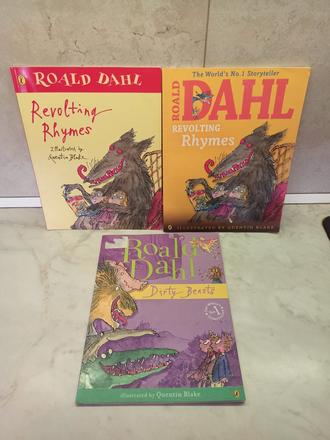 ROALD DAHL
Revolting
Rhymes
Illustrated by
Quentin Blake
The World's No.1 Storyteller
ROALD
DAHL
REVOLTING
Rhymes
ILLUSTRATED BY QUENTIN BLAKE
Roald
Dahl
Dirty Beasts
illustrated by Quentin Blake